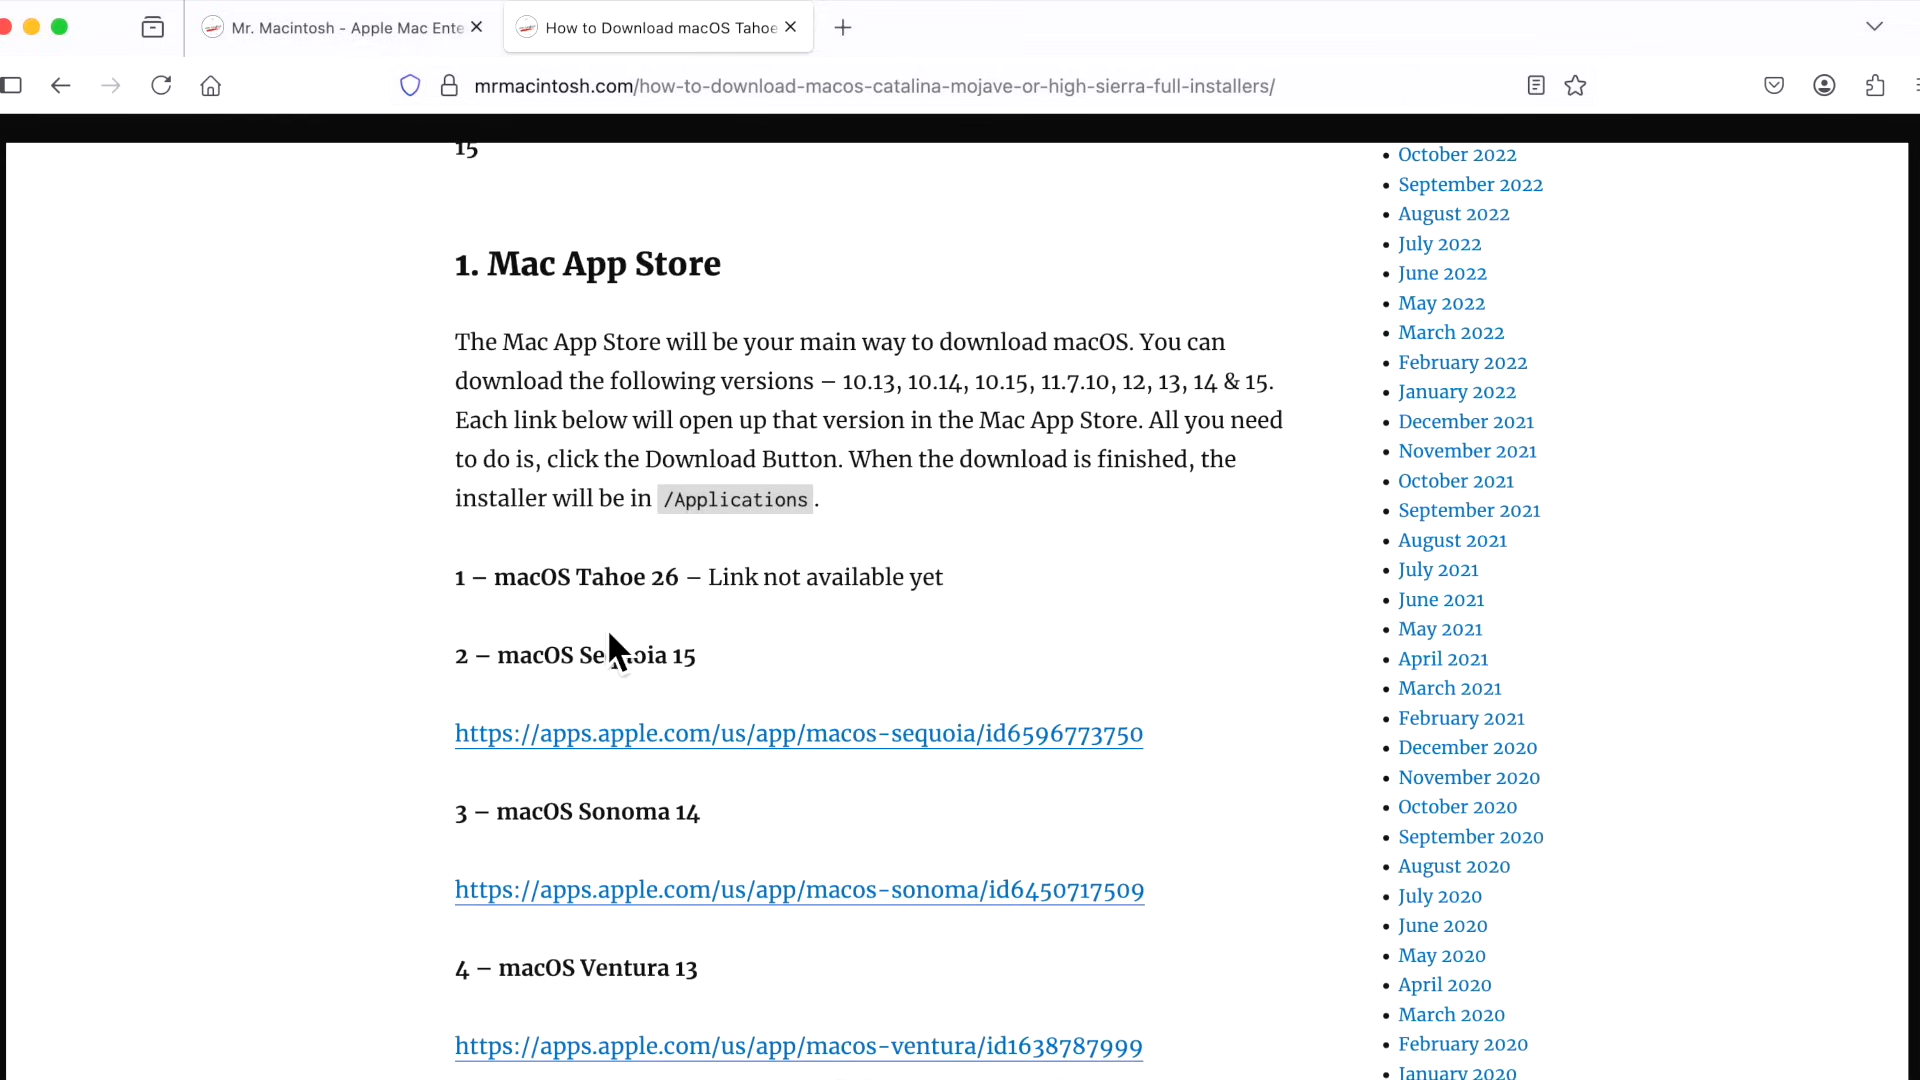 Mr. Macintosh - Apple Mac Ente
How to Download macOS Tahoe
mrmacintosh.com/how-to-download-macos-catalina-mojave-or-high-sierra-full-installers/
15
1. Mac App Store
The Mac App Store will be your main way to download macOS. You can
download the following versions – 10.13, 10.14, 10.15, 11.7.10, 12, 13, 14 & 15.
Each link below will open up that version in the Mac App Store. All you need
to do is, click the Download Button. When the download is finished, the
installer will be in /Applications.
1 – macOS Tahoe 26 – Link not available yet
2 – macOS Sequoia 15
https://apps.apple.com/us/app/macos-sequoia/id6596773750
3 – macOS Sonoma 14
https://apps.apple.com/us/app/macos-sonoma/id6450717509
4 – macOS Ventura 13
https://apps.apple.com/us/app/macos-ventura/id1638787999
October 2022
September 2022
August 2022
July 2022
June 2022
May 2022
March 2022
February 2022
January 2022
December 2021
November 2021
October 2021
September 2021
August 2021
July 2021
June 2021
May 2021
April 2021
March 2021
February 2021
December 2020
November 2020
October 2020
September 2020
August 2020
July 2020
June 2020
May 2020
April 2020
March 2020
February 2020
January 2020